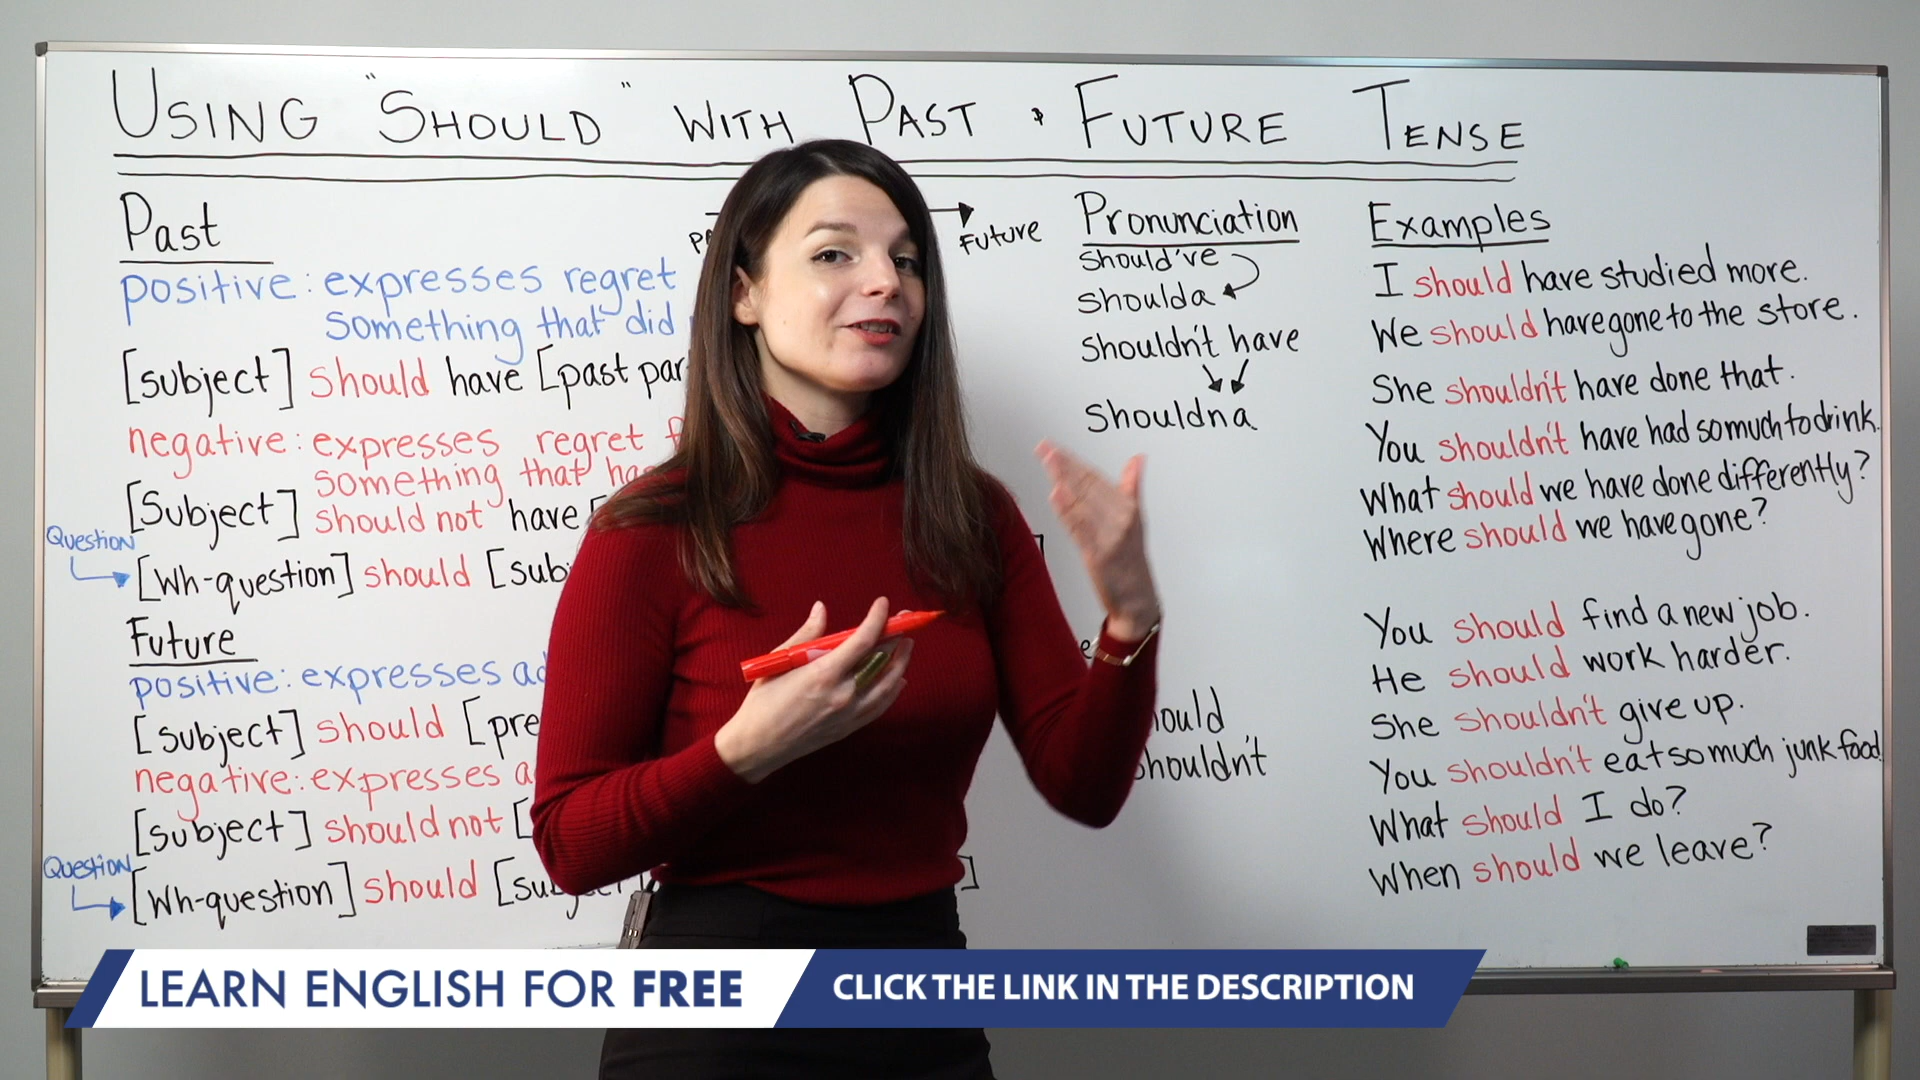 USING "SHOULD" WITH PAST & FUTURE TENSE
Past
positive: expresses regret
something that did
[subject] should have [past par
negative: expresses regret f
something that ha
[Subject] should not have [
Question
[Wh-question] should [sub
Future
positive: expresses ad
[subject] should [pre
negative: expresses a
[subject] should not [
Question
[Wh-question] should [su
]
Future
Pronunciation
should've
shoulda
shouldn't have
shouldna
ould
houldn't
Examples
I should have studied more.
We should have gone to the store.
She shouldn't have done that.
You shouldn't have had so much to drink.
What should we have done differently?
Where should we have gone?
You should find a new job.
He should work harder.
She shouldn't give up.
You shouldn't eat so much junk food.
What should I do?
When should we leave?
LEARN ENGLISH FOR FREE
CLICK THE LINK IN THE DESCRIPTION